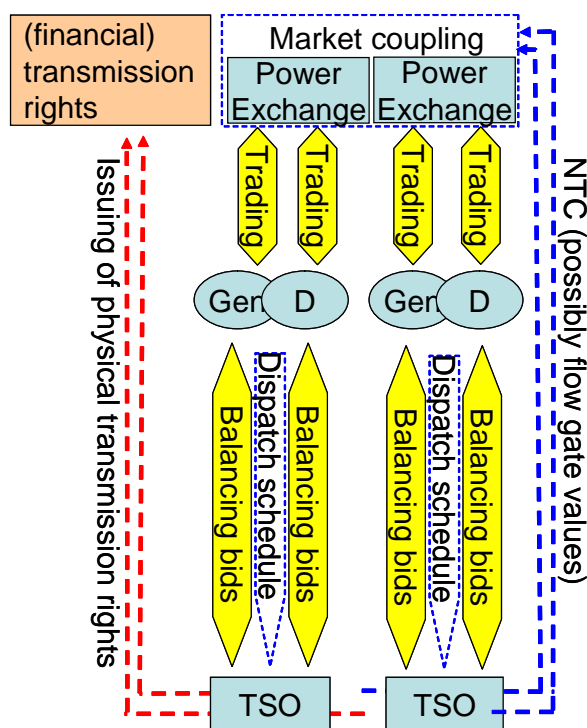 (financial)
transmission
rights
Market coupling
Power
Exchange
Power
Exchange
Trading
Trading
Trading
Trading
Gen
D
Gen
D
Issuing of physical transmission rights
NTC (possibly flow gate values)
Balancing bids
Dispatch schedule
Balancing bids
Balancing bids
Dispatch schedule
Balancing bids
TSO
TSO